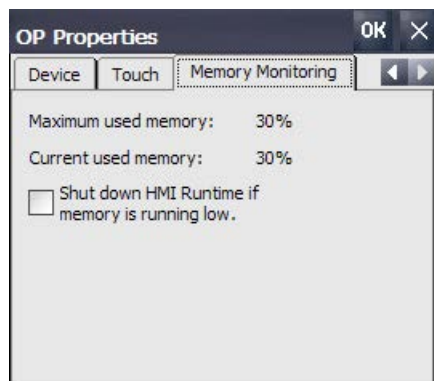 OP Properties OK
Device Touch Memory Monitoring
Maximum used memory: 30%
Current used memory: 30%
Shut down HMI Runtime if
memory is running low.